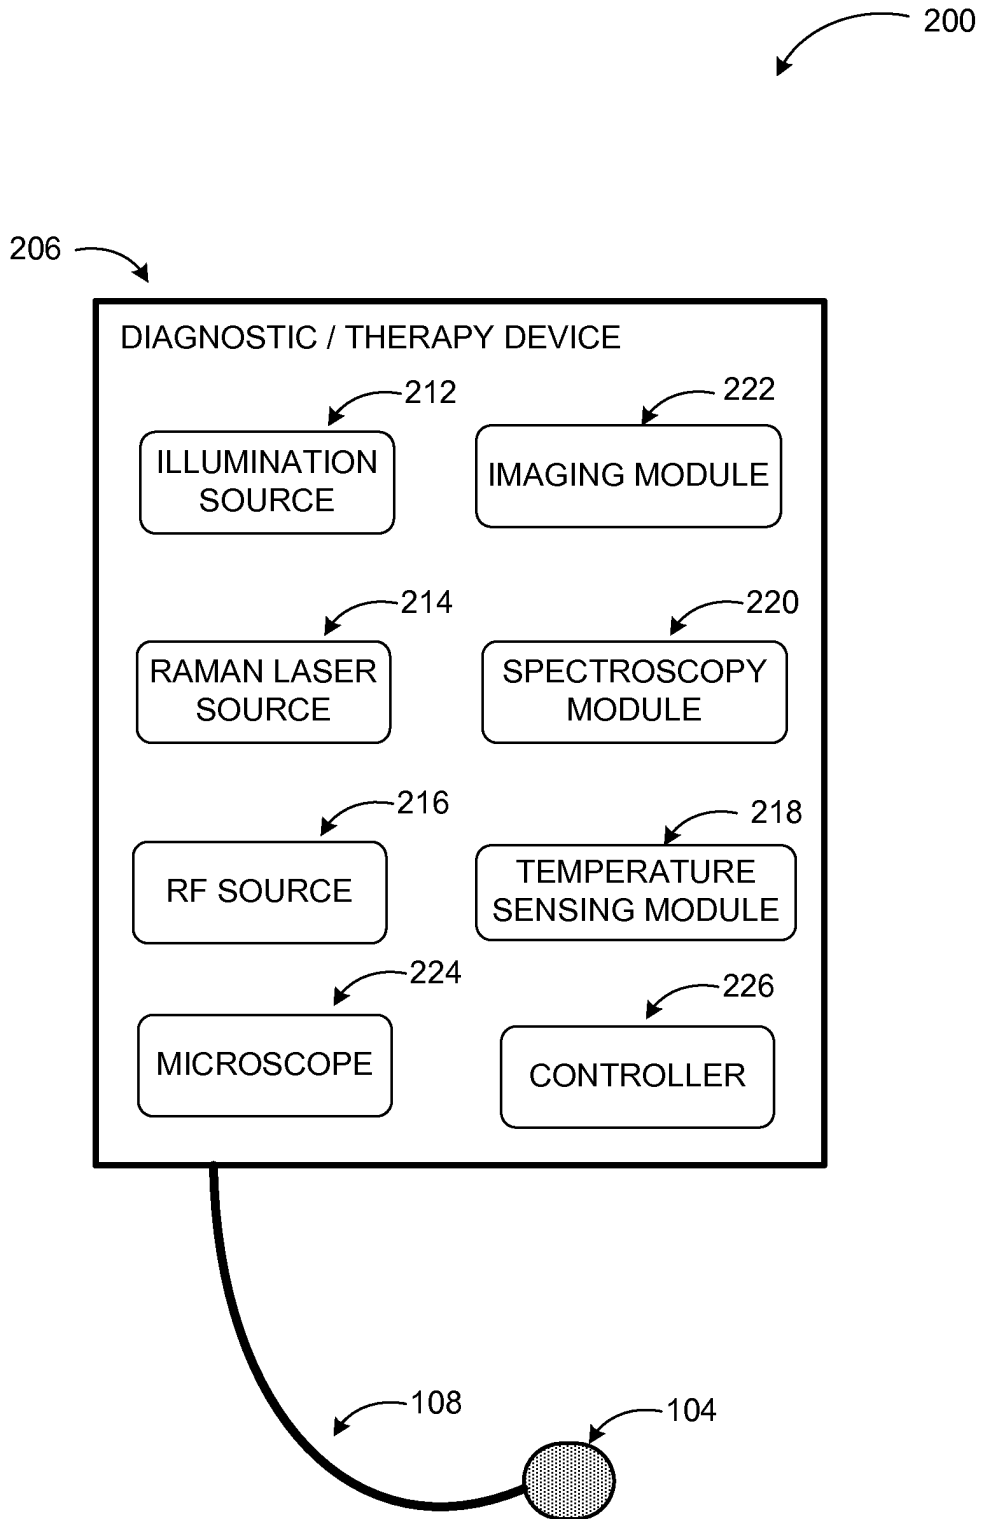 200
206
DIAGNOSTIC / THERAPY DEVICE
212
222
ILLUMINATION
SOURCE
IMAGING MODULE
214
220
RAMAN LASER
SOURCE
SPECTROSCOPY
MODULE
216
218
RF SOURCE
TEMPERATURE
SENSING MODULE
224
226
MICROSCOPE
CONTROLLER
108
104